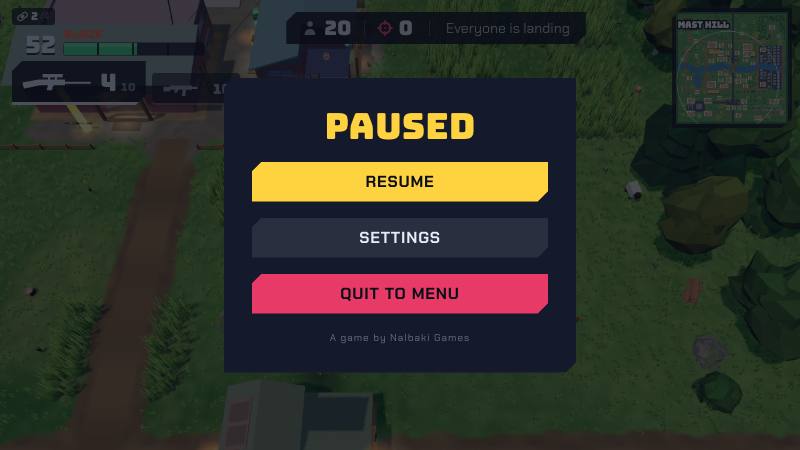 2
52
4 10
20
0
Everyone is landing
MAST HILL
PAUSED
RESUME
SETTINGS
QUIT TO MENU
A game by Nalbaki Games